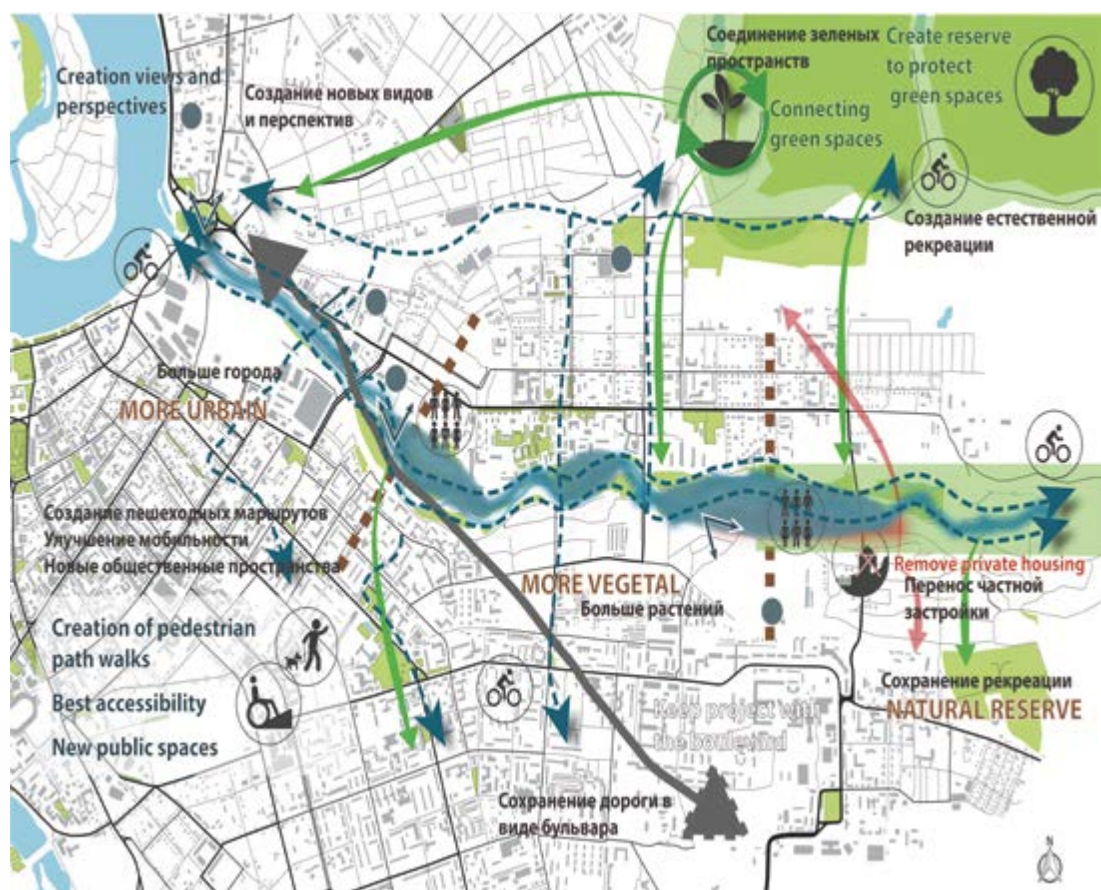 Creation views and
perspectives
Создание новых видов
и перспектив
Соединение зеленых
пространств
Connecting
green spaces
Create reserve
to protect
green spaces
Создание естественной
рекреации
Больше города
MORE URBAIN
Создание пешеходных маршрутов
Улучшение мобильности
Новые общественные пространства
Creation of pedestrian
path walks
Best accessibility
New public spaces
MORE VEGETAL
Больше растений
Remove private housing
Перенос частной
застройки
Сохранение рекреации
NATURAL RESERVE
Keep project with
the boulevard
Сохранение дороги в
виде бульвара
N